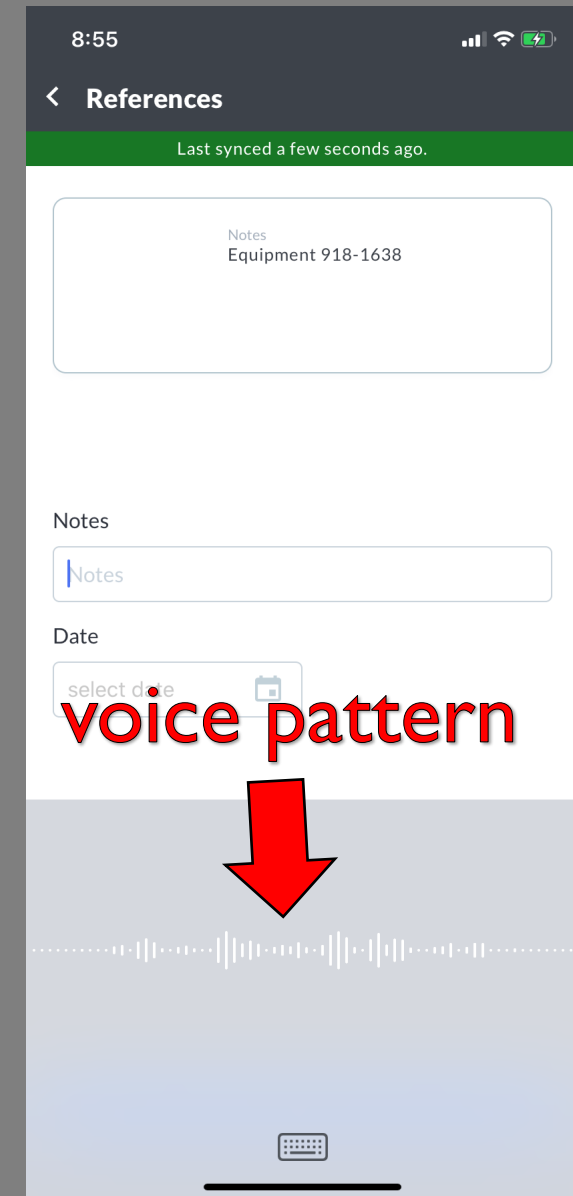 8:55
References
Last synced a few seconds ago.
Notes
Equipment 918-1638
Notes
Notes
Date
select date
voice pattern